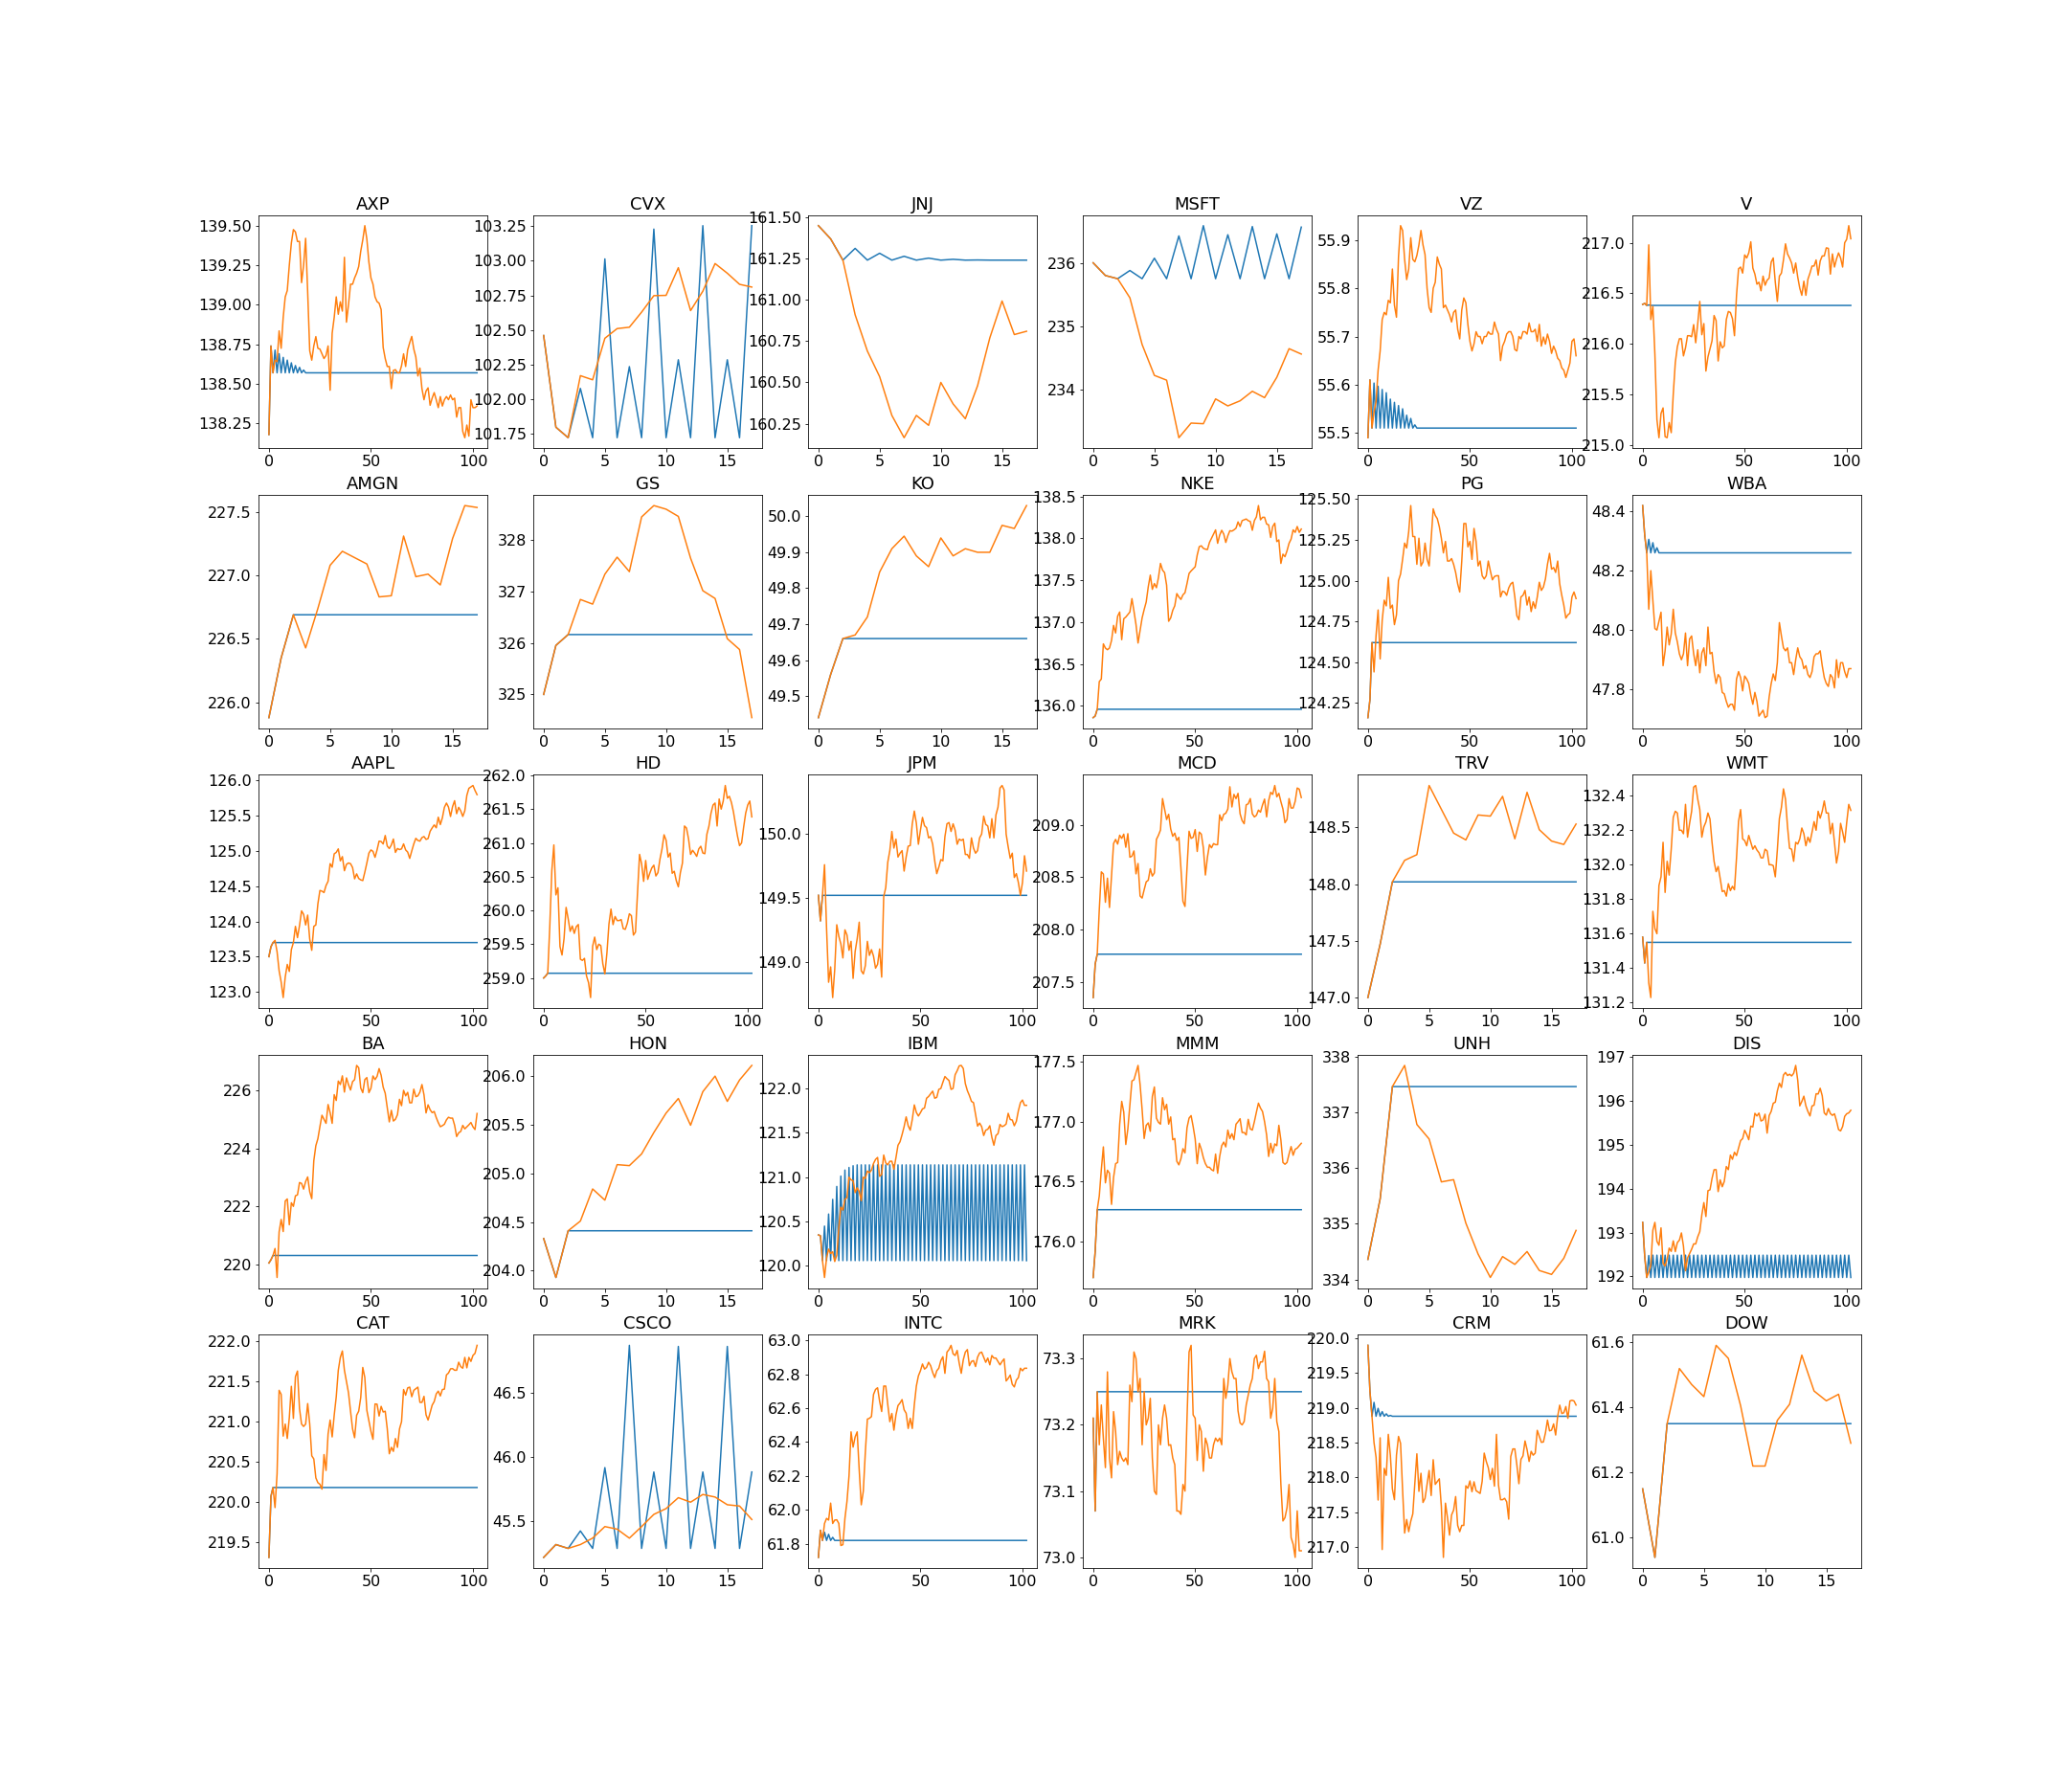 AXP
139.50
139.25
139.00
138.75
138.50
138.25
0 50 100
CVX
103.25
103.00
102.75
102.50
102.25
102.00
101.75
0 5 10 15
JNJ
161.50
161.25
161.00
160.75
160.50
160.25
0 5 10 15
MSFT
236
235
234
0 5 10 15
VZ
55.9
55.8
55.7
55.6
55.5
0 50 100
V
217.0
216.5
216.0
215.5
215.0
0 50 100
AMGN
227.5
227.0
226.5
226.0
0 5 10 15
GS
328
327
326
325
0 5 10 15
KO
50.0
49.9
49.8
49.7
49.6
49.5
0 5 10 15
NKE
138.5
138.0
137.5
137.0
136.5
136.0
0 50 100
PG
125.50
125.25
125.00
124.75
124.50
124.25
0 50 100
WBA
48.4
48.2
48.0
47.8
0 50 100
AAPL
126.0
125.5
125.0
124.5
124.0
123.5
123.0
0 50 100
HD
262.0
261.5
261.0
260.5
260.0
259.5
259.0
0 50 100
JPM
150.0
149.5
149.0
0 50 100
MCD
209.0
208.5
208.0
207.5
0 50 100
TRV
148.5
148.0
147.5
147.0
0 5 10 15
WMT
132.4
132.2
132.0
131.8
131.6
131.4
131.2
0 50 100
BA
226
224
222
220
0 50 100
HON
206.0
205.5
205.0
204.5
204.0
0 5 10 15
IBM
122.0
121.5
121.0
120.5
120.0
0 50 100
MMM
177.5
177.0
176.5
176.0
0 50 100
UNH
338
337
336
335
334
0 5 10 15
DIS
197
196
195
194
193
192
0 50 100
CAT
222.0
221.5
221.0
220.5
220.0
219.5
0 50 100
CSCO
46.5
46.0
45.5
0 5 10 15
INTC
63.0
62.8
62.6
62.4
62.2
62.0
61.8
0 50 100
MRK
73.3
73.2
73.1
73.0
0 50 100
CRM
220.0
219.5
219.0
218.5
218.0
217.5
217.0
0 50 100
DOW
61.6
61.4
61.2
61.0
0 5 10 15